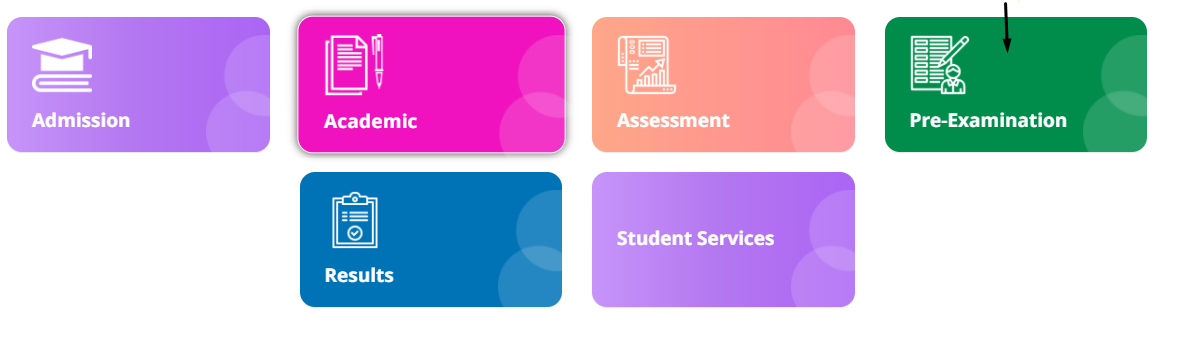 Admission
Academic
Assessment
Pre-Examination
Results
Student Services